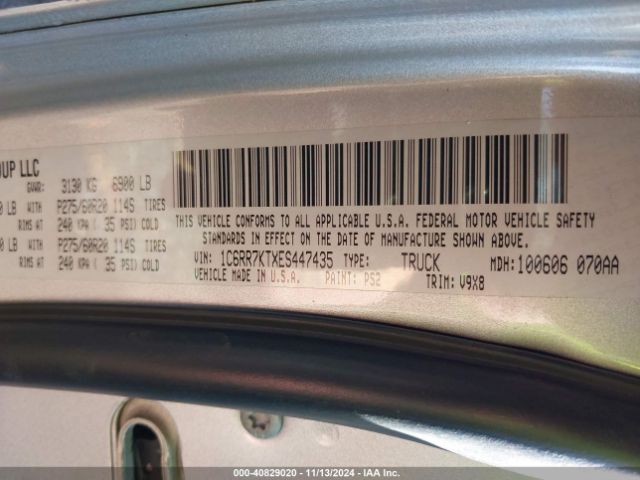 OUP LLC
GVWR: 3130 KG 6900 LB
LB WITH P275/60R20 114S TIRES
RIMS AT 240 KPA ( 35 PSI) COLD
0 LB WITH P275/60R20 114S TIRES
RIMS AT 240 KPA ( 35 PSI) COLD
THIS VEHICLE CONFORMS TO ALL APPLICABLE U.S.A. FEDERAL MOTOR VEHICLE SAFETY
STANDARDS IN EFFECT ON THE DATE OF MANUFACTURE SHOWN ABOVE.
VIN: 1C6RR7KTXES447435 TYPE: TRUCK MDH: 100606 070AA
VEHICLE MADE IN U.S.A. PAINT: PS2 TRIM: V9X8
000-40829020 - 11/13/2024 - IAA Inc.